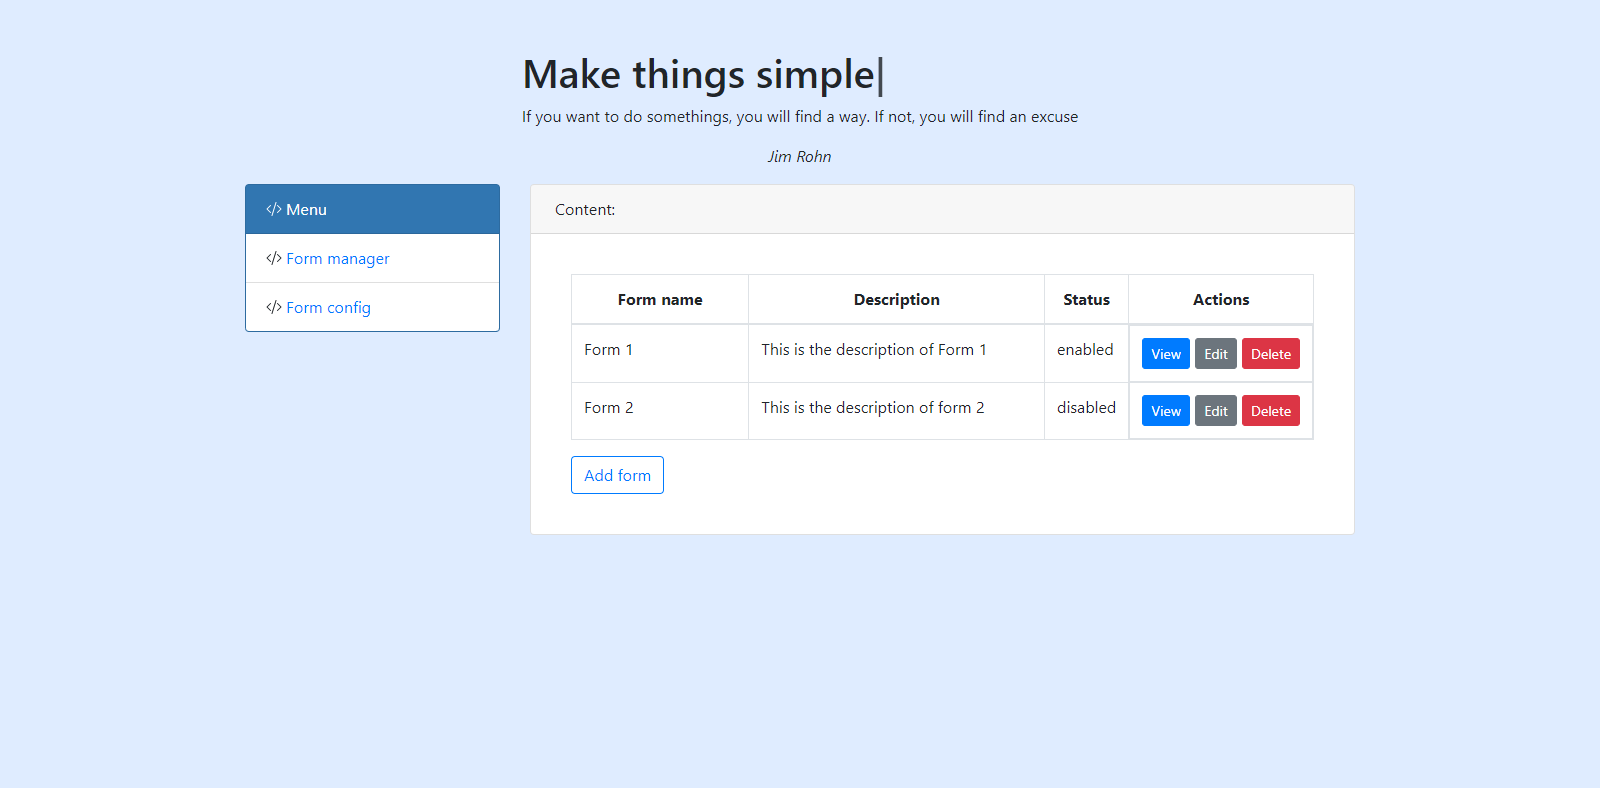 Make things simple|
If you want to do somethings, you will find a way. If not, you will find an excuse
Jim Rohn
</> Menu
</> Form manager
</> Form config
Content:
Form name Description Status Actions
Form 1 This is the description of Form 1 enabled View Edit Delete
Form 2 This is the description of form 2 disabled View Edit Delete
Add form